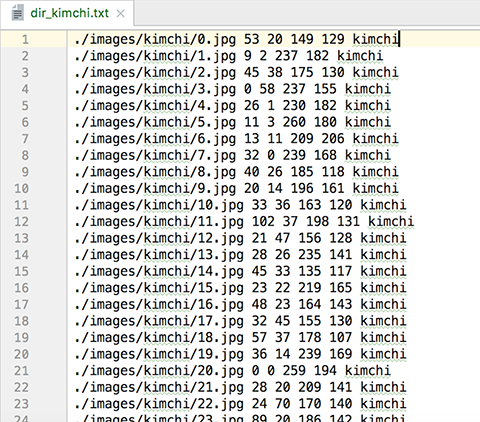 dir_kimchi.txt
1 ./images/kimchi/0.jpg 53 20 149 129 kimchi
2 ./images/kimchi/1.jpg 9 2 237 182 kimchi
3 ./images/kimchi/2.jpg 45 38 175 130 kimchi
4 ./images/kimchi/3.jpg 0 58 237 155 kimchi
5 ./images/kimchi/4.jpg 26 1 230 182 kimchi
6 ./images/kimchi/5.jpg 11 3 260 180 kimchi
7 ./images/kimchi/6.jpg 13 11 209 206 kimchi
8 ./images/kimchi/7.jpg 32 0 239 168 kimchi
9 ./images/kimchi/8.jpg 40 26 185 118 kimchi
10 ./images/kimchi/9.jpg 20 14 196 161 kimchi
11 ./images/kimchi/10.jpg 33 36 163 120 kimchi
12 ./images/kimchi/11.jpg 102 37 198 131 kimchi
13 ./images/kimchi/12.jpg 21 47 156 128 kimchi
14 ./images/kimchi/13.jpg 28 26 235 141 kimchi
15 ./images/kimchi/14.jpg 45 33 135 117 kimchi
16 ./images/kimchi/15.jpg 23 22 219 165 kimchi
17 ./images/kimchi/16.jpg 48 23 164 143 kimchi
18 ./images/kimchi/17.jpg 32 45 155 130 kimchi
19 ./images/kimchi/18.jpg 57 37 178 107 kimchi
20 ./images/kimchi/19.jpg 36 14 239 169 kimchi
21 ./images/kimchi/20.jpg 0 0 259 194 kimchi
22 ./images/kimchi/21.jpg 28 20 209 141 kimchi
23 ./images/kimchi/22.jpg 24 70 170 140 kimchi
24 ./images/kimchi/23.jpg 89 20 186 142 kimchi